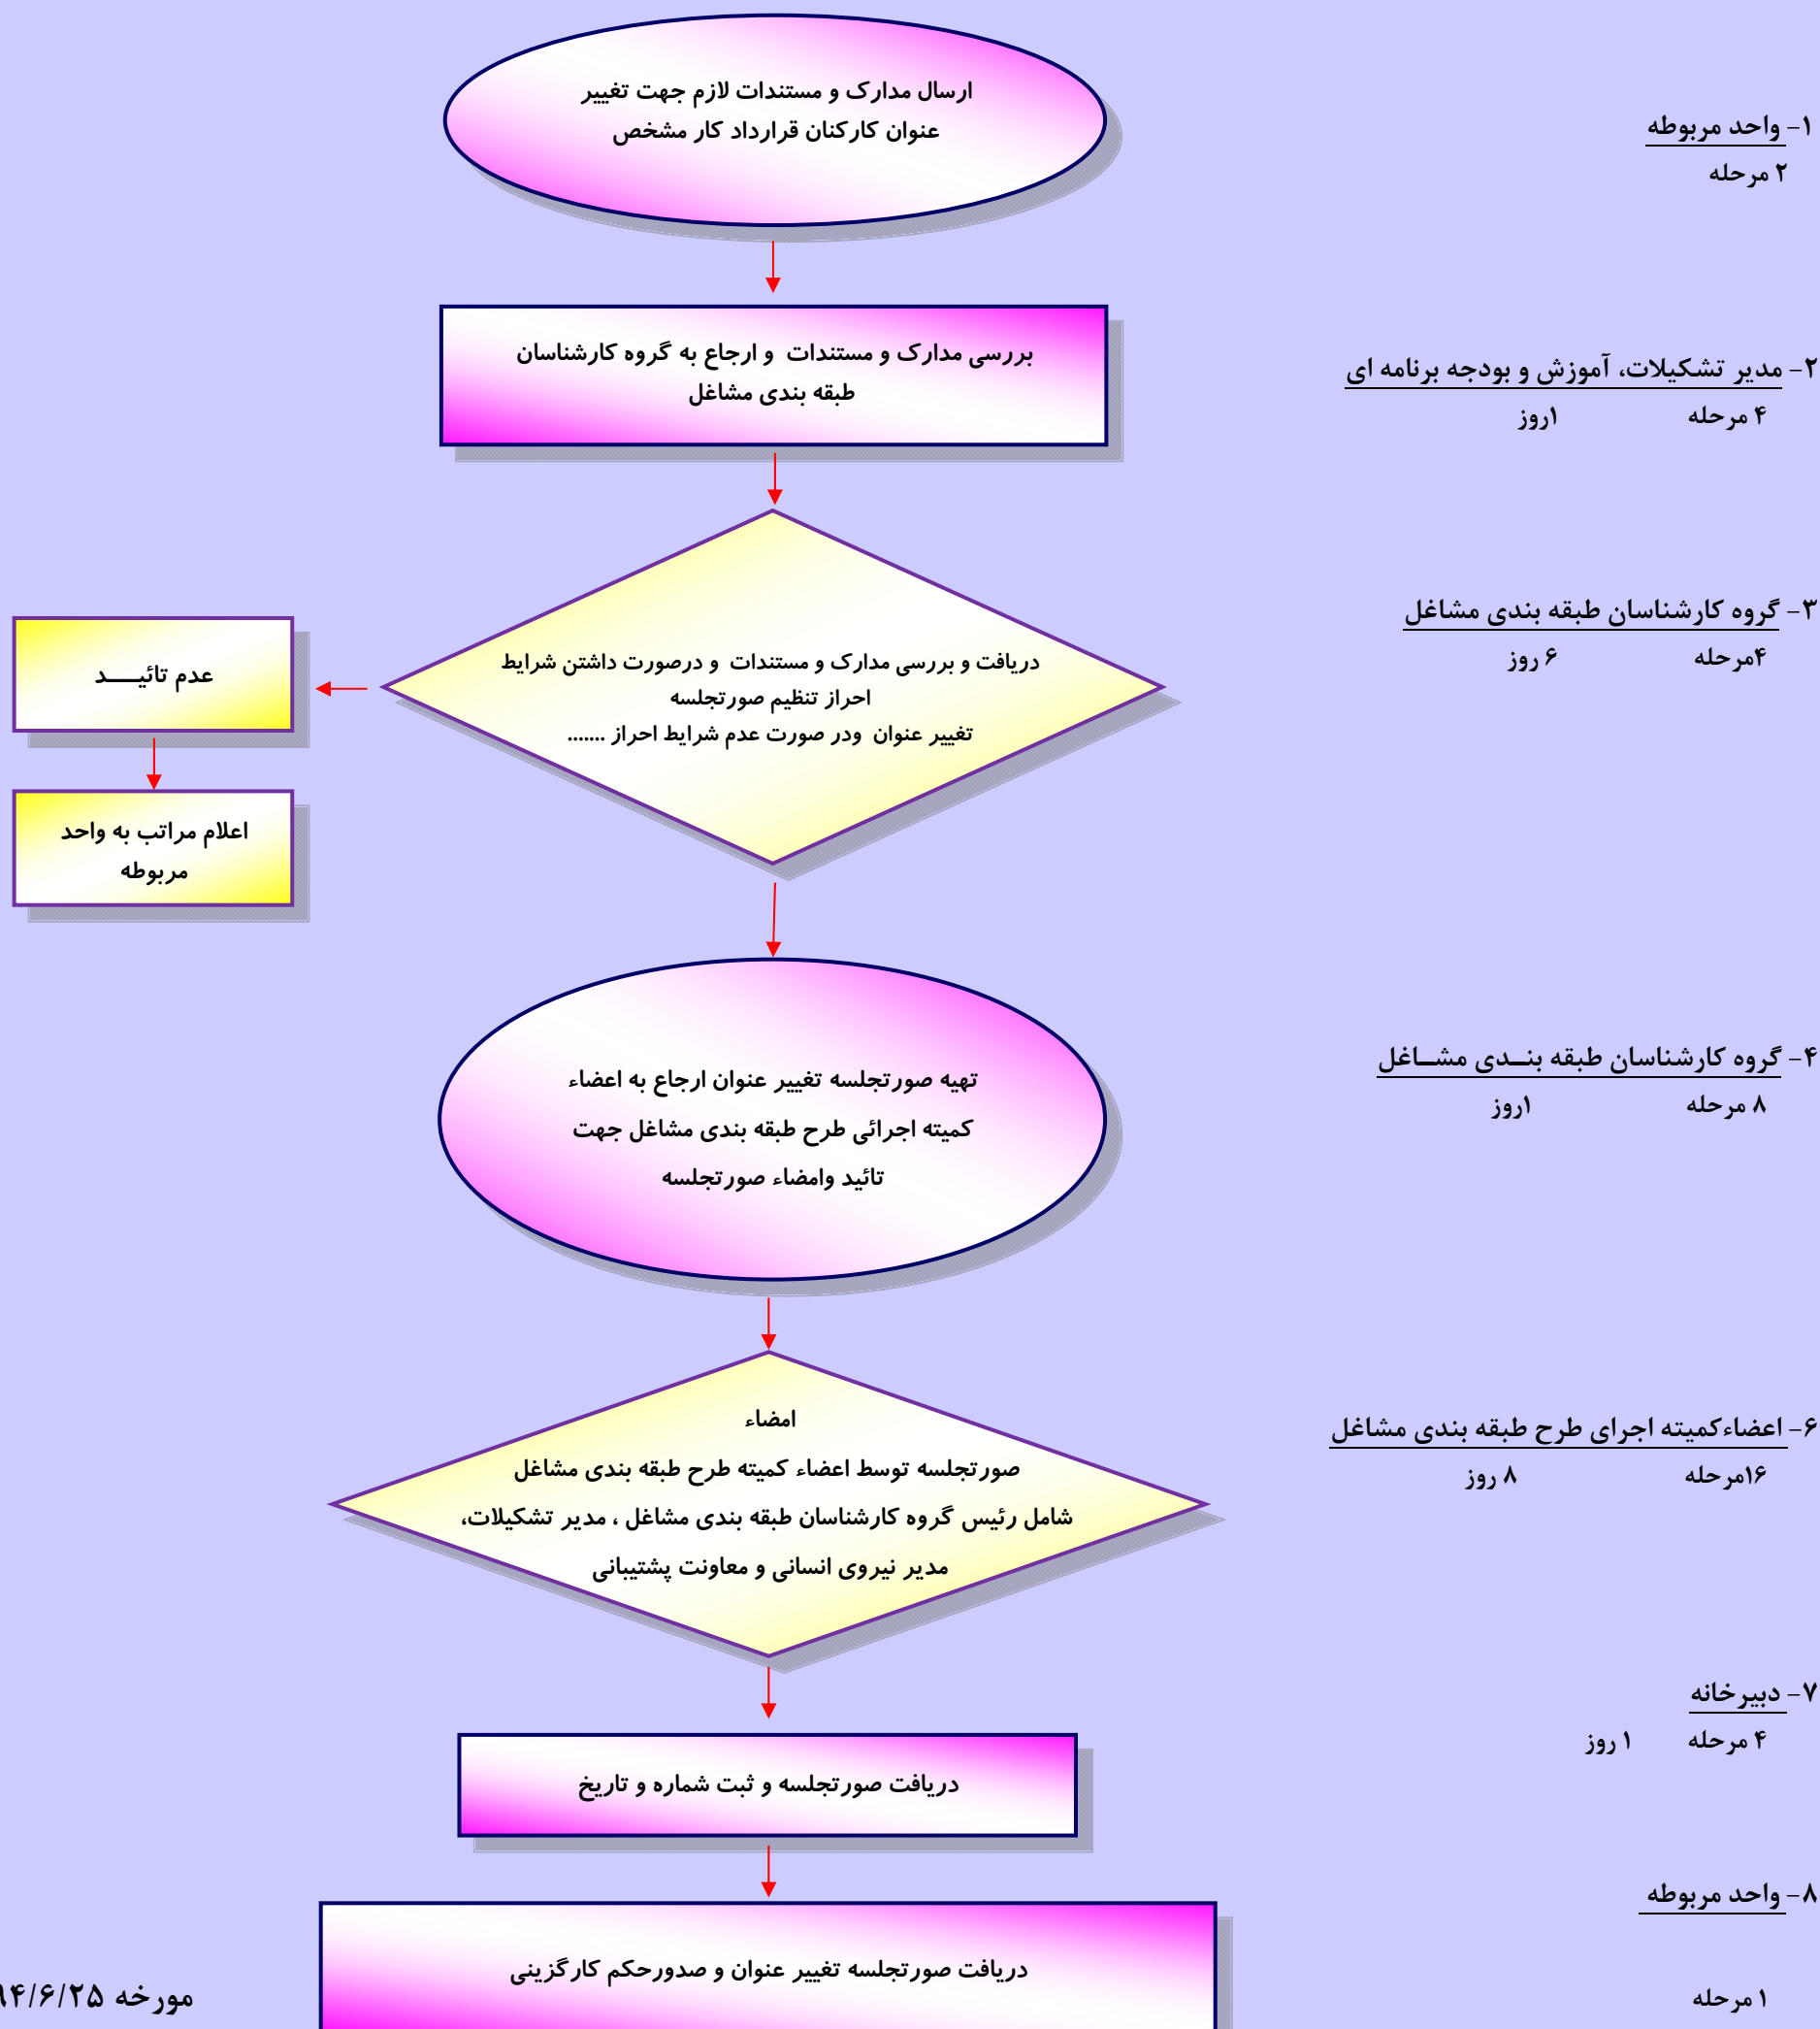 ارسال مدارک و مستندات لازم جهت تغییر
عنوان کارکنان قرارداد کار مشخص
۱- واحد مربوطه
۲ مرحله
بررسی مدارک و مستندات و ارجاع به گروه کارشناسان
طبقه بندی مشاغل
۲- مدیر تشکیلات، آموزش و بودجه برنامه ای
۴ مرحله ۱روز
دریافت و بررسی مدارک و مستندات و درصورت داشتن شرایط
احراز تنظیم صورتجلسه
تغییر عنوان ودر صورت عدم شرایط احراز .......
۳- گروه کارشناسان طبقه بندی مشاغل
۴مرحله ۶ روز
عدم تائیـــــد
اعلام مراتب به واحد
مربوطه
تهیه صورتجلسه تغییر عنوان ارجاع به اعضاء
کمیته اجرائی طرح طبقه بندی مشاغل جهت
تائید وامضاء صورتجلسه
۴- گروه کارشناسان طبقه بنــدی مشــاغل
۸ مرحله ۱روز
امضاء
صورتجلسه توسط اعضاء کمیته طرح طبقه بندی مشاغل
شامل رئیس گروه کارشناسان طبقه بندی مشاغل ، مدیر تشکیلات،
مدیر نیروی انسانی و معاونت پشتیبانی
۶- اعضاءکمیته اجرای طرح طبقه بندی مشاغل
۱۶مرحله ۸ روز
دریافت صورتجلسه و ثبت شماره و تاریخ
۷- دبیرخانه
۴ مرحله ۱ روز
دریافت صورتجلسه تغییر عنوان و صدورحکم کارگزینی
۸- واحد مربوطه
۱ مرحله
مورخه ۹۴/۶/۲۵